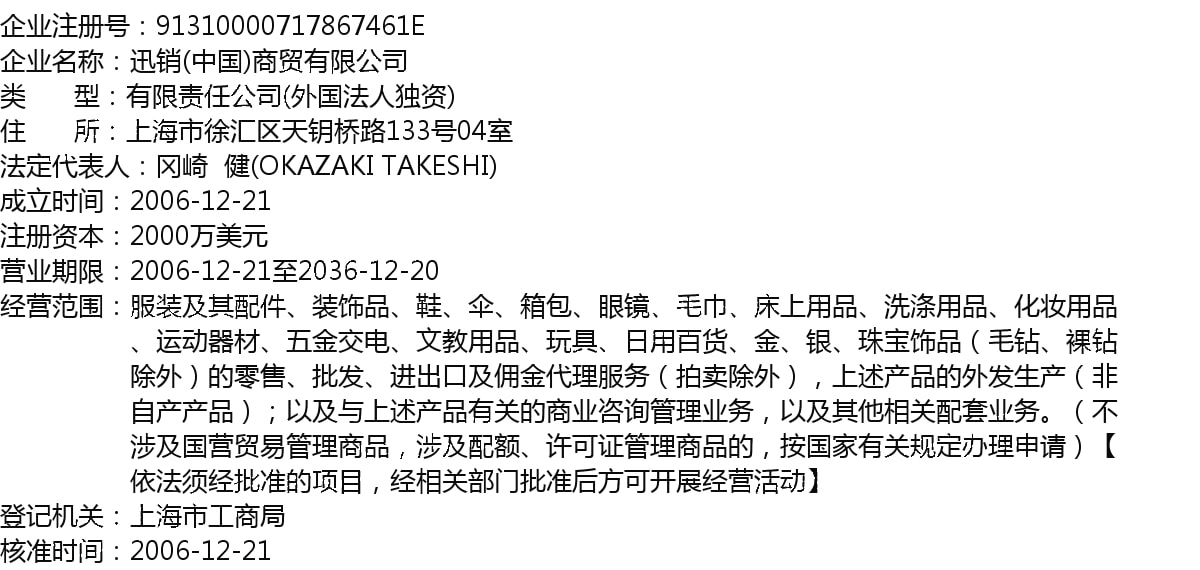 企业注册号：91310000717867461E
企业名称：迅销(中国)商贸有限公司
类 型：有限责任公司(外国法人独资)
住 所：上海市徐汇区天钥桥路133号04室
法定代表人：冈崎 健(OKAZAKI TAKESHI)
成立时间：2006-12-21
注册资本：2000万美元
营业期限：2006-12-21至2036-12-20
经营范围：服装及其配件、装饰品、鞋、伞、箱包、眼镜、毛巾、床上用品、洗涤用品、化妆用品
、运动器材、五金交电、文教用品、玩具、日用百货、金、银、珠宝饰品（毛钻、裸钻
除外）的零售、批发、进出口及佣金代理服务（拍卖除外），上述产品的外发生产（非
自产产品）；以及与上述产品有关的商业咨询管理业务，以及其他相关配套业务。（不
涉及国营贸易管理商品，涉及配额、许可证管理商品的，按国家有关规定办理申请）【
依法须经批准的项目，经相关部门批准后方可开展经营活动】
登记机关：上海市工商局
核准时间：2006-12-21